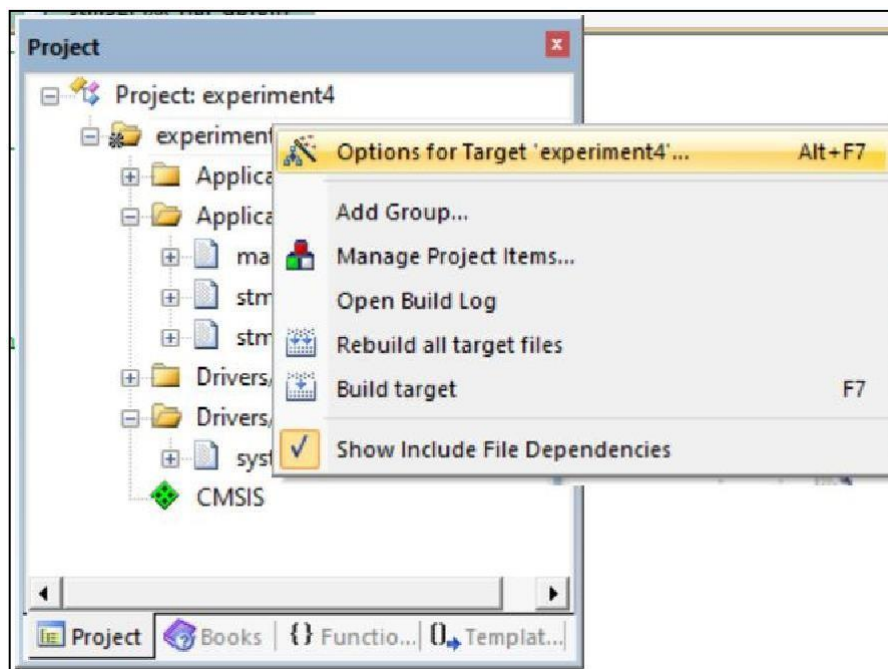 Project
Project: experiment4
experiment
Options for Target 'experiment4'... Alt+F7
Applica
Add Group...
Applica
ma
Manage Project Items...
stm
Open Build Log
stm
Rebuild all target files
Drivers/
Build target F7
Drivers/
syst
Show Include File Dependencies
CMSIS
Project Books {} Functio... 0 Templat...